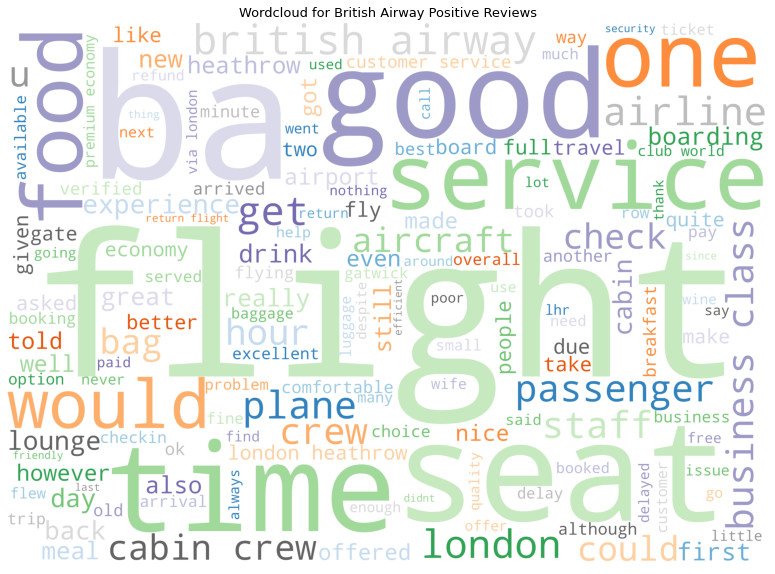 Wordcloud for British Airway Positive Reviews
security
ticket
british airway
like
way
one
food
ba
good
new
used
customer service
much
u
heathrow
premium economy
refund
got
call
airline
available
thing
minute
next
via london
went
two
best
board
full
travel
boarding
club world
service
verified
arrived
airport
nothing
lot
thank
experience
return flight
get
return
fly
made
took
row
quite
given
gate
help
aircraft
check
pay
going
economy
drink
even
around
overall
another
cabin
since
business class
flight
served
flying
gatwick
asked
great
really
still
efficient
poor
use
people
lhr
wine
say
booking
better
baggage
luggage
despite
small
need
breakfast
make
told
bag
hour
due
well
paid
excellent
take
option
never
problem
comfortable
many
wife
passenger
would
plane
fine
choice
said
business
free
lounge
checkin
ok
find
crew
nice
staff
friendly
london heathrow
quality
issue
however
time
seat
booked
flew
last
day
also
always
enough
didnt
delay
delayed
customer
go
old
arrival
trip
back
offer
although
little
meal
cabin crew
offered
london
could
first